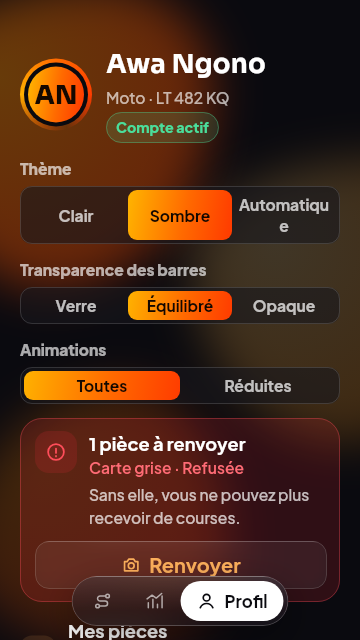 AN
Awa Ngono
Moto · LT 482 KQ
Compte actif
Thème
Clair
Sombre
Automatiqu
e
Transparence des barres
Verre
Équilibré
Opaque
Animations
Toutes
Réduites
1 pièce à renvoyer
Carte grise · Refusée
Sans elle, vous ne pouvez plus
recevoir de courses.
Renvoyer
Profil
Mes pièces